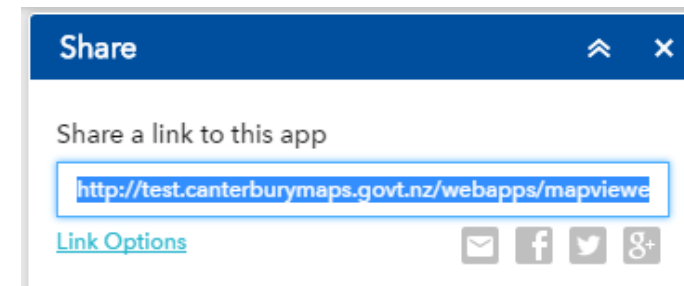 Share
Share a link to this app
http://test.canterburymaps.govt.nz/webapps/mapviewe
Link Options